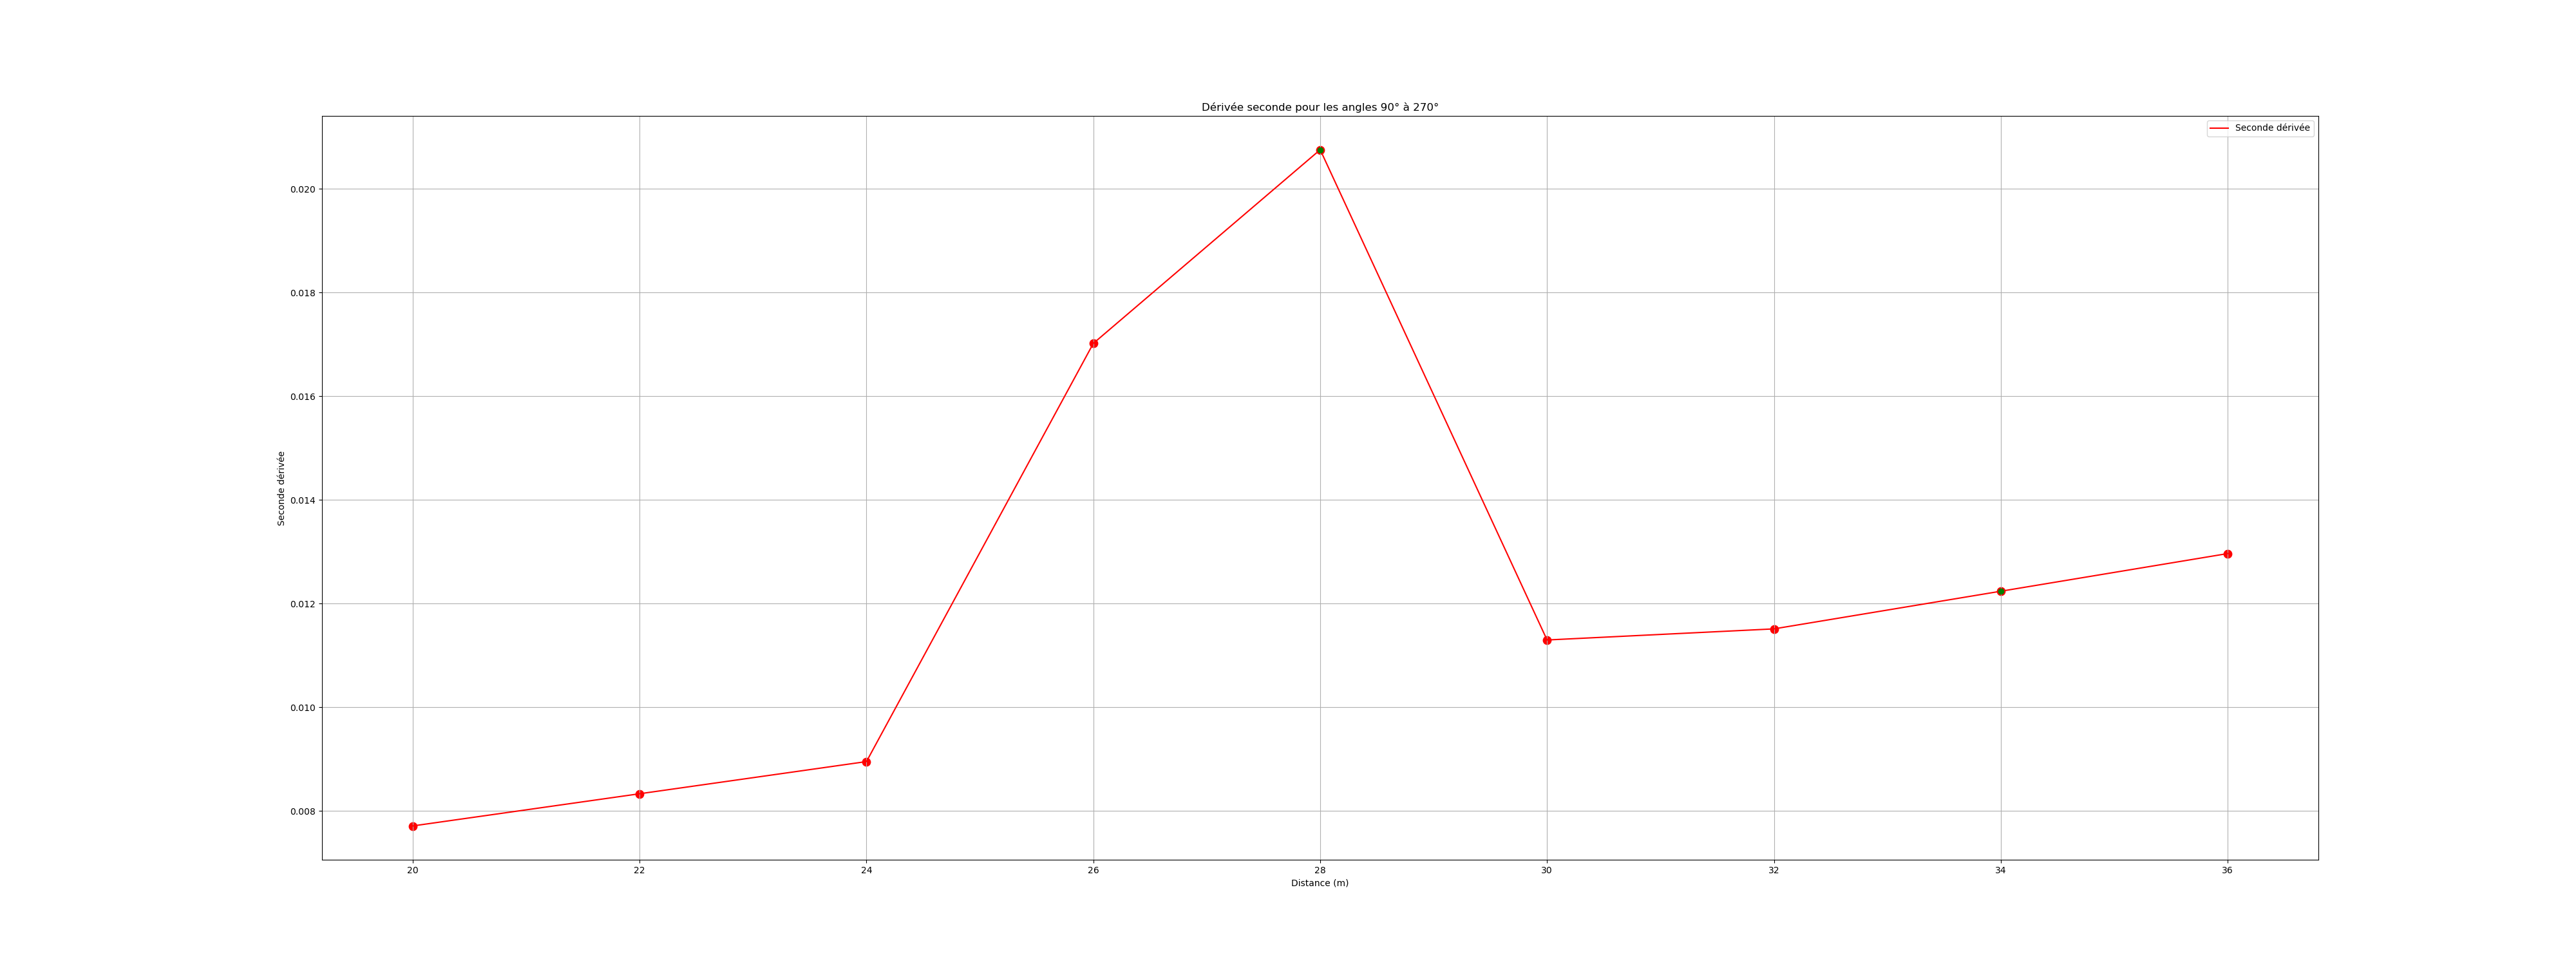 Dérivée seconde pour les angles 90° à 270°
Seconde dérivée
0.020
0.018
0.016
0.014
0.012
0.010
0.008
Seconde dérivée
20 22 24 26 28 30 32 34 36
Distance (m)